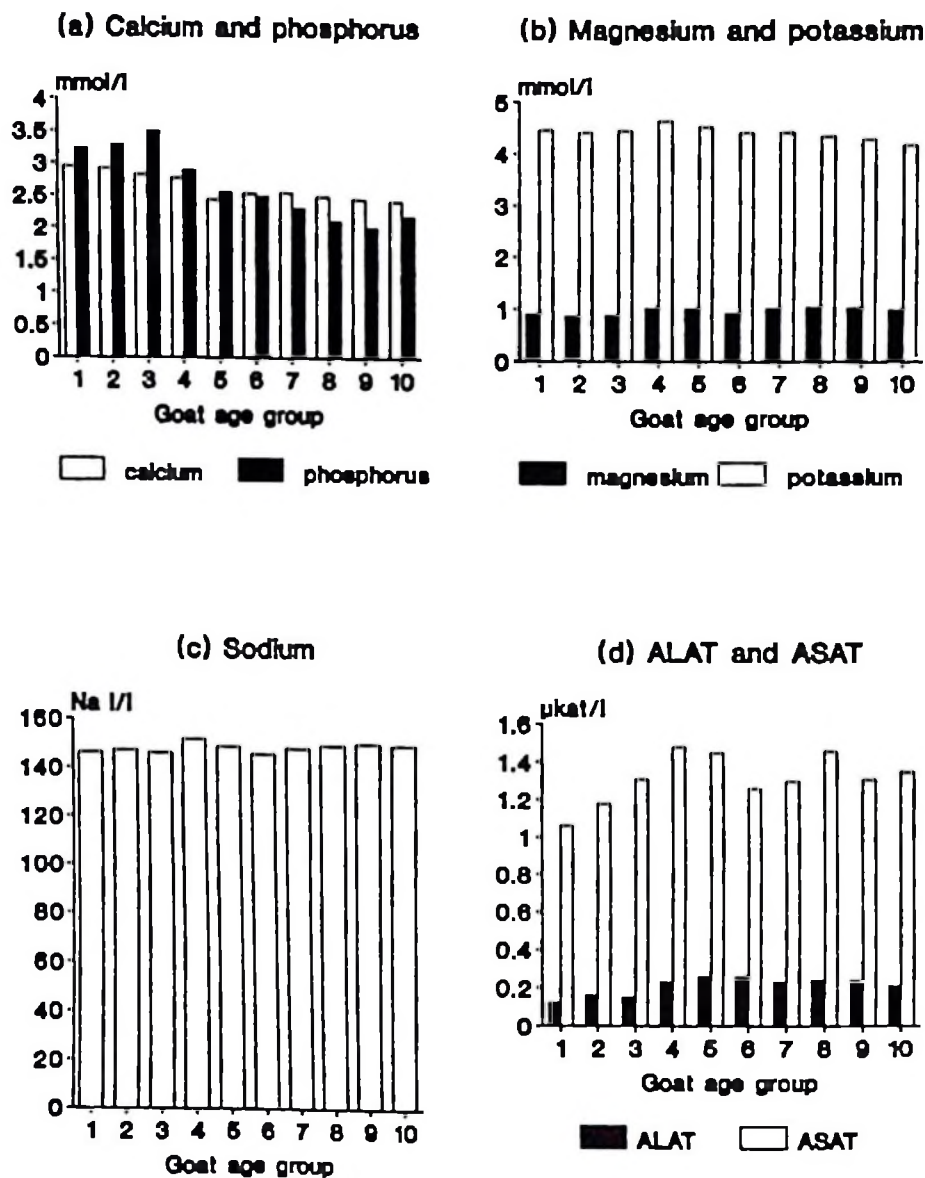 (a) Calcium and phosphorus
mmol/l
4
3.5
3
2.5
2
1.5
1
0.5
0
1 2 3 4 5 6 7 8 9 10
Goat age group
calcium phosphorus
(b) Magnesium and potassium
mmol/l
5
4
3
2
1
0
1 2 3 4 5 6 7 8 9 10
Goat age group
magnesium potassium
(c) Sodium
Na l/l
160
140
120
100
80
60
40
20
0
1 2 3 4 5 6 7 8 9 10
Goat age group
(d) ALAT and ASAT
µkat/l
1.6
1.4
1.2
1
0.8
0.6
0.4
0.2
0
1 2 3 4 5 6 7 8 9 10
Goat age group
ALAT ASAT